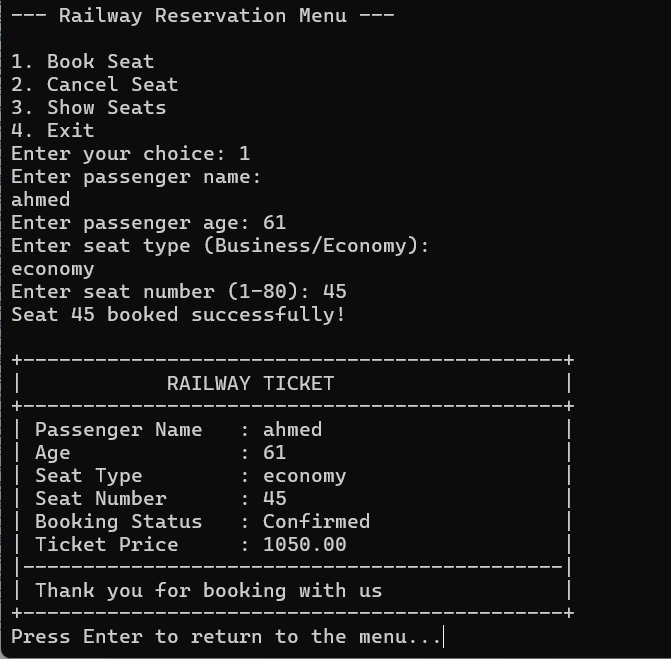 --- Railway Reservation Menu ---
1. Book Seat
2. Cancel Seat
3. Show Seats
4. Exit
Enter your choice: 1
Enter passenger name:
ahmed
Enter passenger age: 61
Enter seat type (Business/Economy):
economy
Enter seat number (1-80): 45
Seat 45 booked successfully!
+---------------------------------------------+
|            RAILWAY TICKET                   |
+---------------------------------------------+
| Passenger Name   : ahmed                    |
| Age              : 61                       |
| Seat Type        : economy                  |
| Seat Number      : 45                       |
| Booking Status   : Confirmed                |
| Ticket Price     : 1050.00                  |
|---------------------------------------------|
| Thank you for booking with us               |
+---------------------------------------------+
Press Enter to return to the menu...